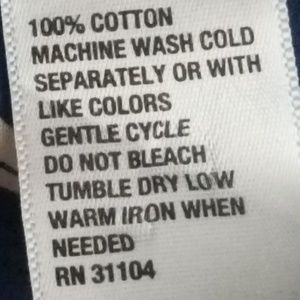 100% COTTON
MACHINE WASH COLD
SEPARATELY OR WITH
LIKE COLORS
GENTLE CYCLE
DO NOT BLEACH
TUMBLE DRY LOW
WARM IRON WHEN
NEEDED
RN 31104